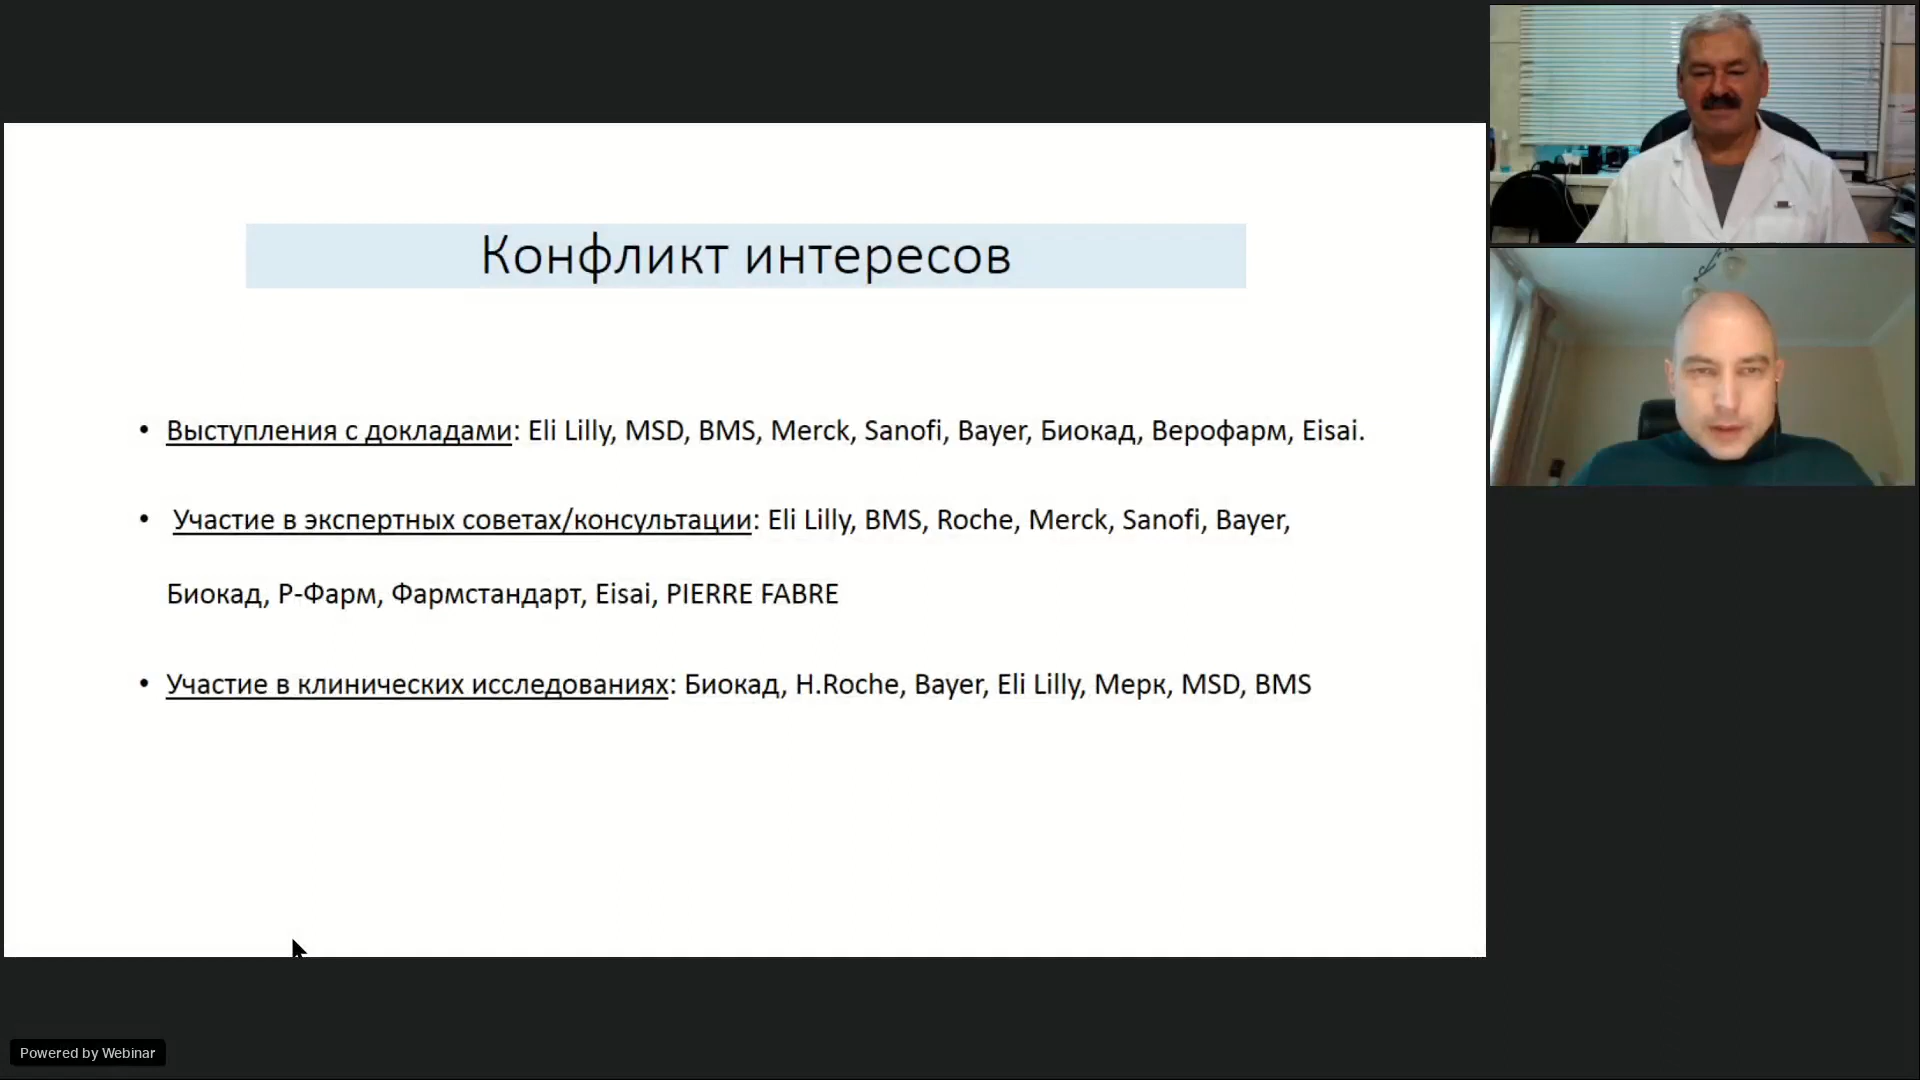 Конфликт интересов
• Выступления с докладами: Eli Lilly, MSD, BMS, Merck, Sanofi, Bayer, Биокад, Верофарм, Eisai.
• Участие в экспертных советах/консультации: Eli Lilly, BMS, Roche, Merck, Sanofi, Bayer,
Биокад, Р-Фарм, Фармстандарт, Eisai, PIERRE FABRE
• Участие в клинических исследованиях: Биокад, H.Roche, Bayer, Eli Lilly, Мерк, MSD, BMS
Powered by Webinar